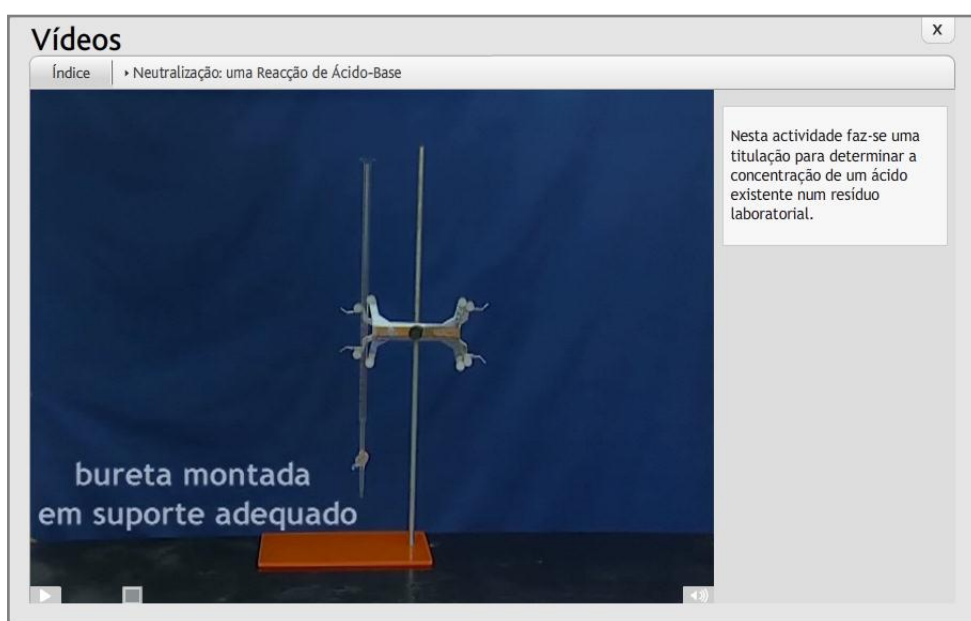 Vídeos
x
Índice
Neutralização: uma Reacção de Ácido-Base
Nesta actividade faz-se uma
titulação para determinar a
concentração de um ácido
existente num resíduo
laboratorial.
bureta montada
em suporte adequado